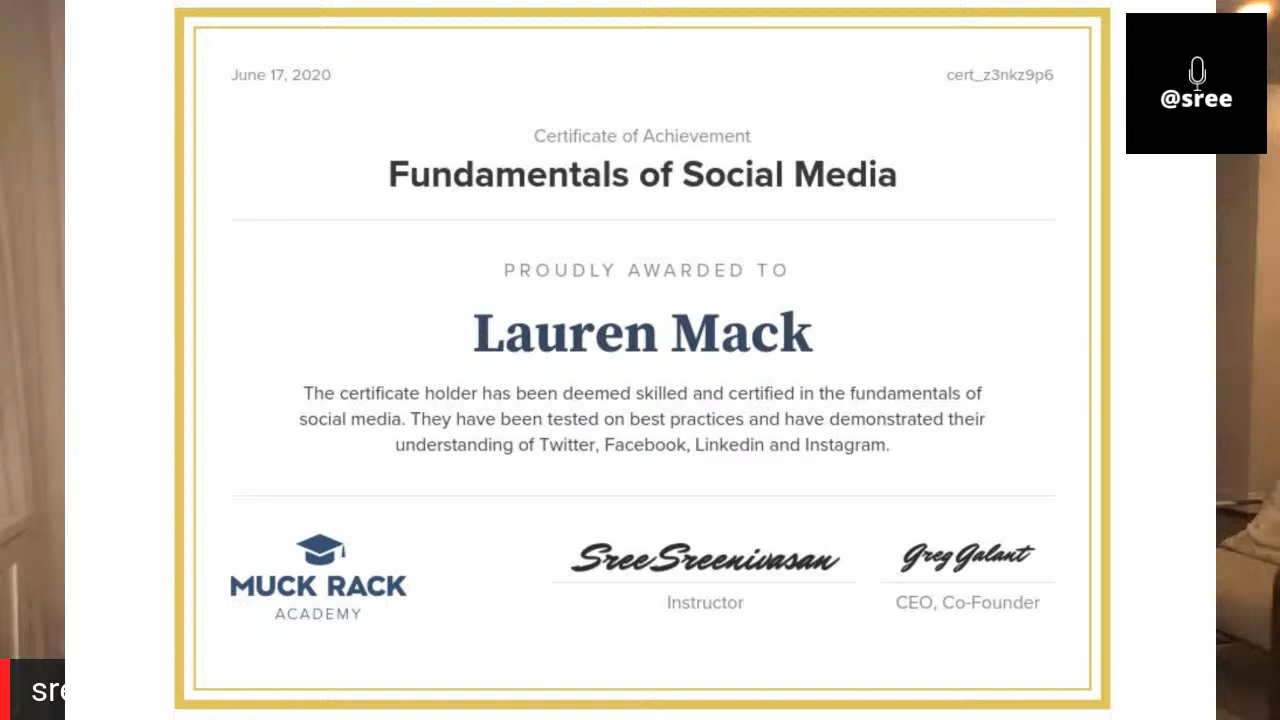 June 17, 2020
cert_z3nkz9p6
@sree
Certificate of Achievement
Fundamentals of Social Media
PROUDLY AWARDED TO
Lauren Mack
The certificate holder has been deemed skilled and certified in the fundamentals of
social media. They have been tested on best practices and have demonstrated their
understanding of Twitter, Facebook, Linkedin and Instagram.
MUCK RACK
ACADEMY
Sree Sreenivasan
Instructor
Greg Galant
CEO, Co-Founder